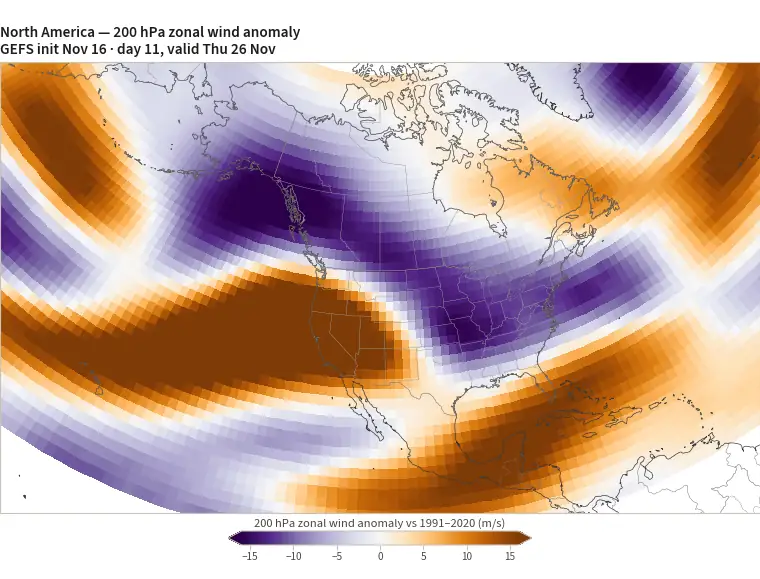 North America — 200 hPa zonal wind anomaly
GEFS init Nov 16 · day 11, valid Thu 26 Nov
200 hPa zonal wind anomaly vs 1991–2020 (m/s)
−15 −10 −5 0 5 10 15